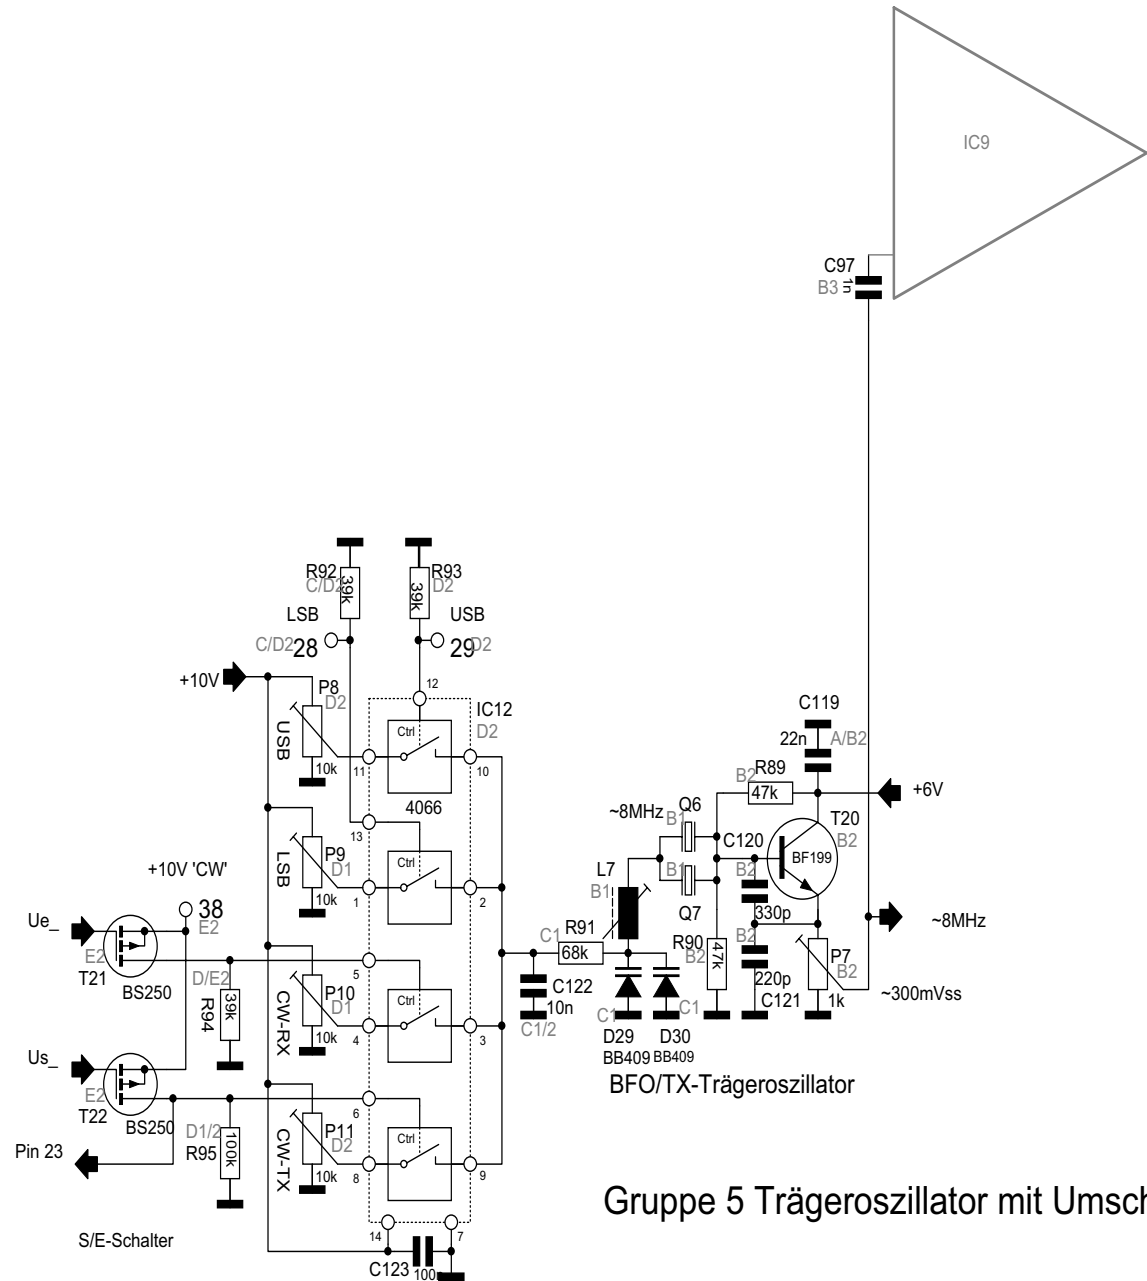 IC9
C97
B3
1n
R92
C/D2
39k
R93
D2
39k
LSB
USB
C/D2
28
29
D2
+10V
P8
D2
12
IC12
D2
USB
10k
11
Ctrl
10
4066
13
P9
D1
LSB
10k
1
Ctrl
2
+10V 'CW'
38
E2
Ue_
E2
T21
BS250
D/E2
39k
R94
5
P10
D1
CW-RX
10k
4
Ctrl
3
Us_
E2
T22
BS250
Pin 23
D1/2
R95
100k
6
P11
D2
CW-TX
10k
8
Ctrl
9
14
7
C123
S/E-Schalter
C119
22n
A/B2
B2
R89
47k
+6V
~8MHz
Q6
B1
B1
Q7
L7
B1
C120
B2
330p
T20
B2
BF199
C1
R91
68k
C122
10n
C1/2
R90
B2
47k
B2
220p
C121
P7
B2
1k
~8MHz
~300mVss
C1
D29
BB409
C1
D30
BB409
BFO/TX-Trägeroszillator
Gruppe 5 Trägeroszillator mit